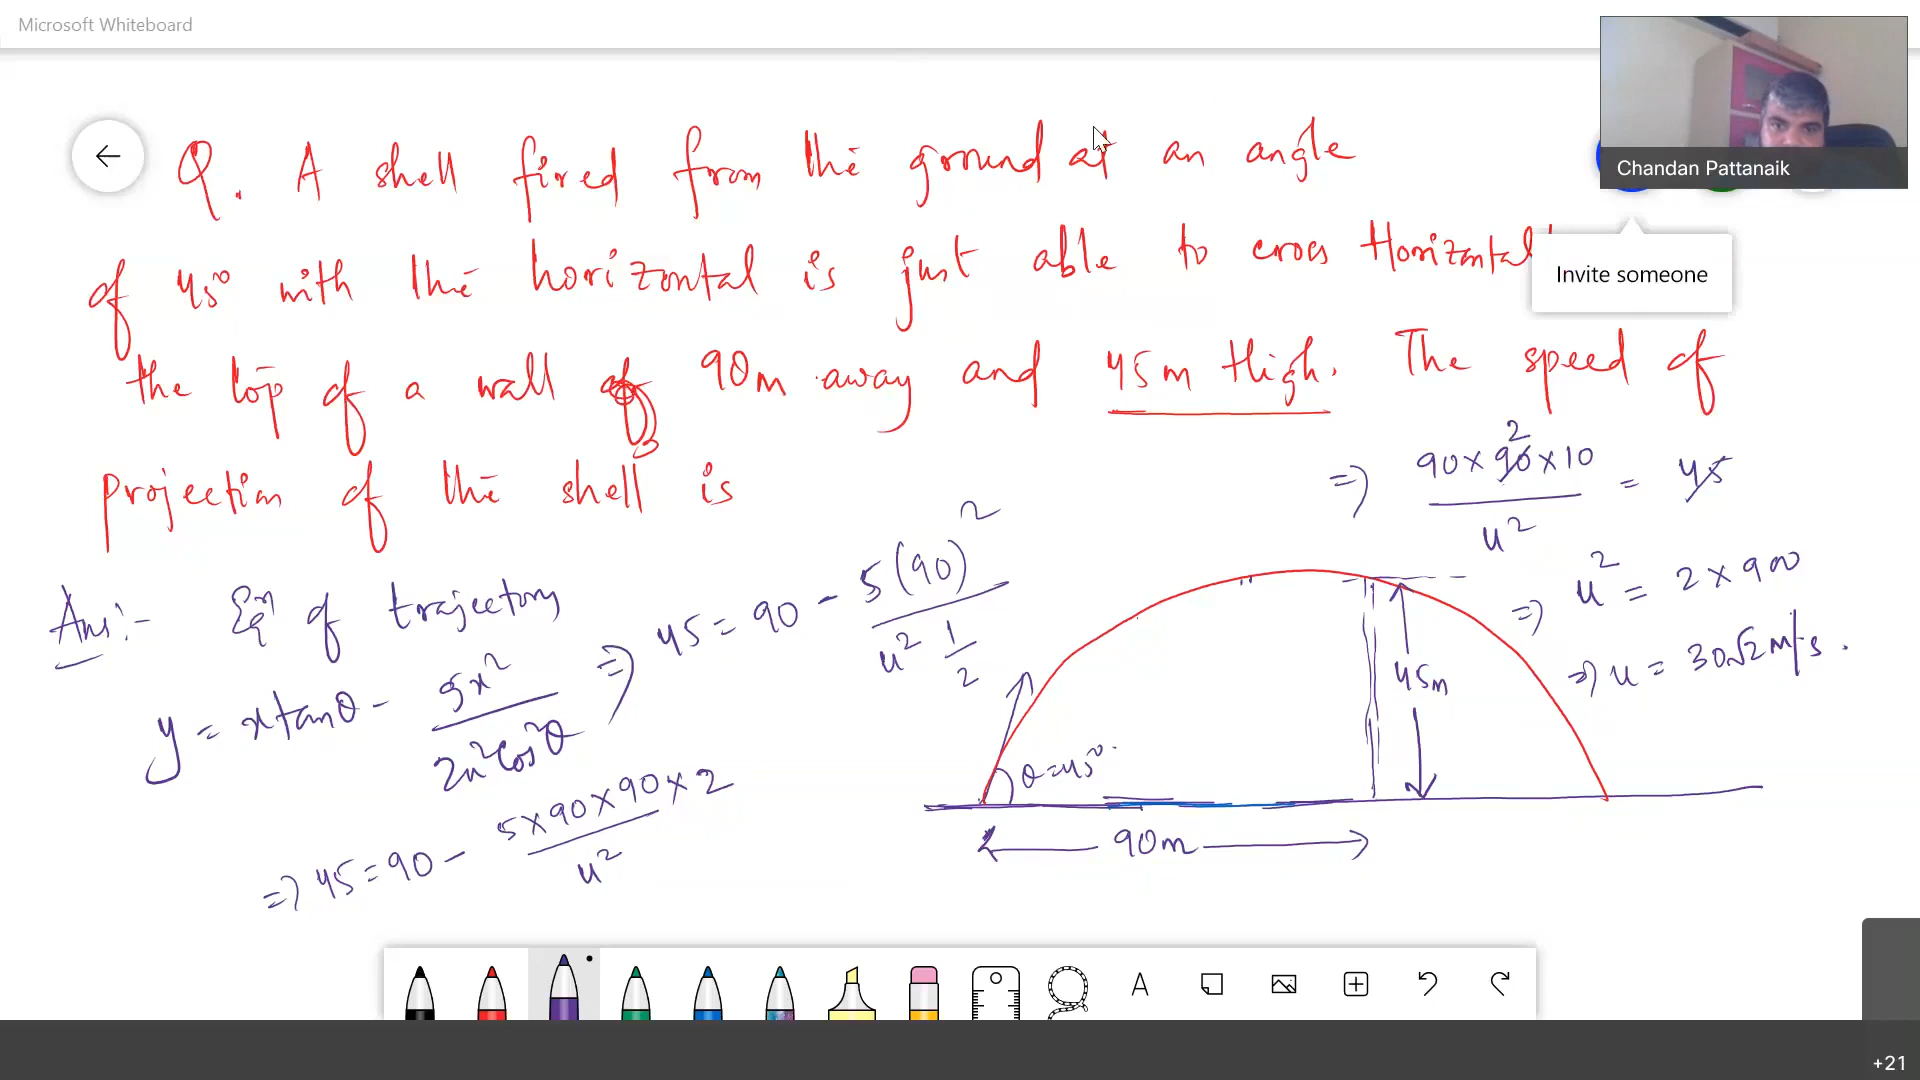 Microsoft Whiteboard
Chandan Pattanaik
Invite someone
Q. A shell fired from the ground at an angle
of 45° with the horizontal is just able to cross Horizontal
the top of a wall of 90m away and 45m High. The speed of
projection of the shell is
Ans:- Eqn of trajectory
y = x tanθ - gx²/2u²cos²θ
⇒ 45 = 90 - 5(90)²/u² 1/2
⇒ 45 = 90 - 5×90×90×2/u²
⇒ 90×90×10/u² = 45
2
⇒ u² = 2×900
⇒ u = 30√2 m/s.
45m
θ=45°
90m
A
+21